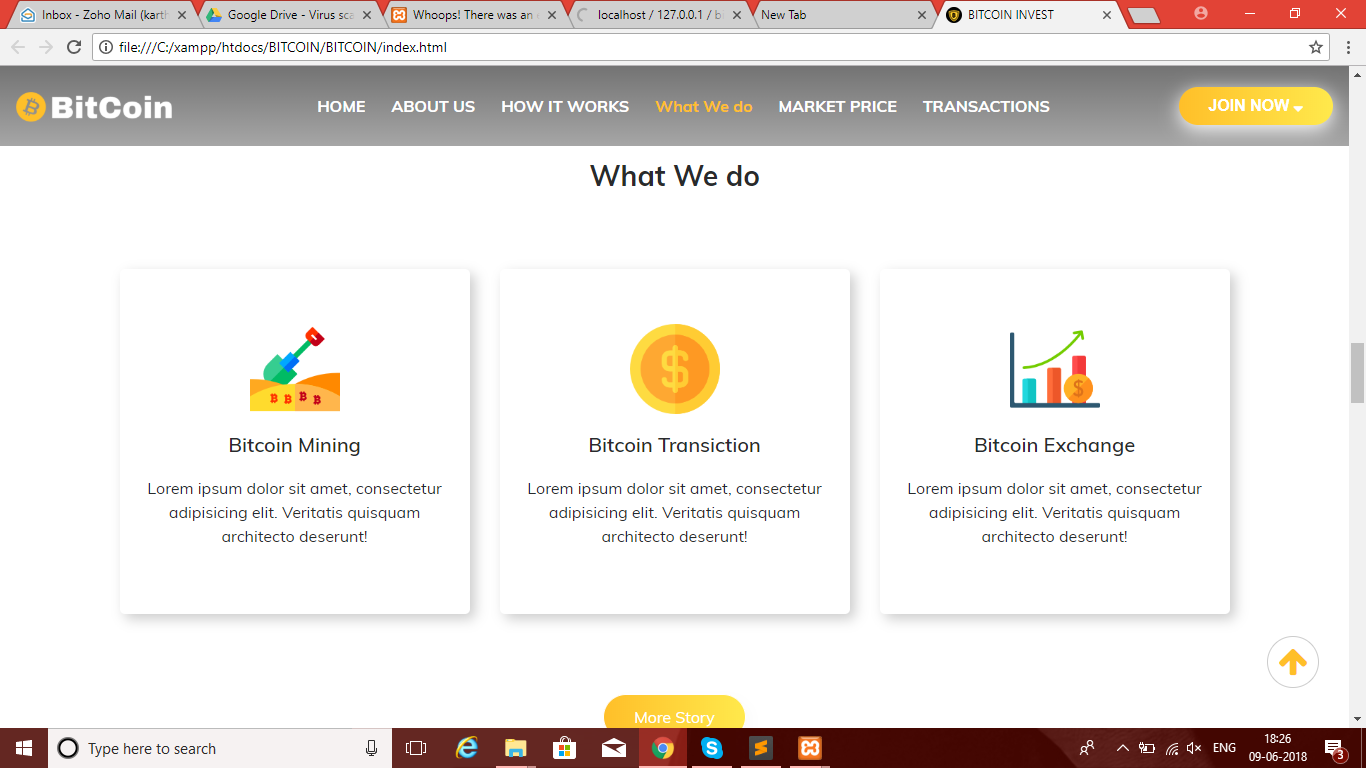 Inbox - Zoho Mail (karth
Google Drive - Virus sca
Whoops! There was an
localhost / 127.0.0.1 / b
New Tab
BITCOIN INVEST
file:///C:/xampp/htdocs/BITCOIN/BITCOIN/index.html
BitCoin
HOME
ABOUT US
HOW IT WORKS
What We do
MARKET PRICE
TRANSACTIONS
JOIN NOW
What We do
Bitcoin Mining
Lorem ipsum dolor sit amet, consectetur
adipisicing elit. Veritatis quisquam
architecto deserunt!
Bitcoin Transiction
Lorem ipsum dolor sit amet, consectetur
adipisicing elit. Veritatis quisquam
architecto deserunt!
Bitcoin Exchange
Lorem ipsum dolor sit amet, consectetur
adipisicing elit. Veritatis quisquam
architecto deserunt!
More Story
Type here to search
ENG
18:26
09-06-2018
3